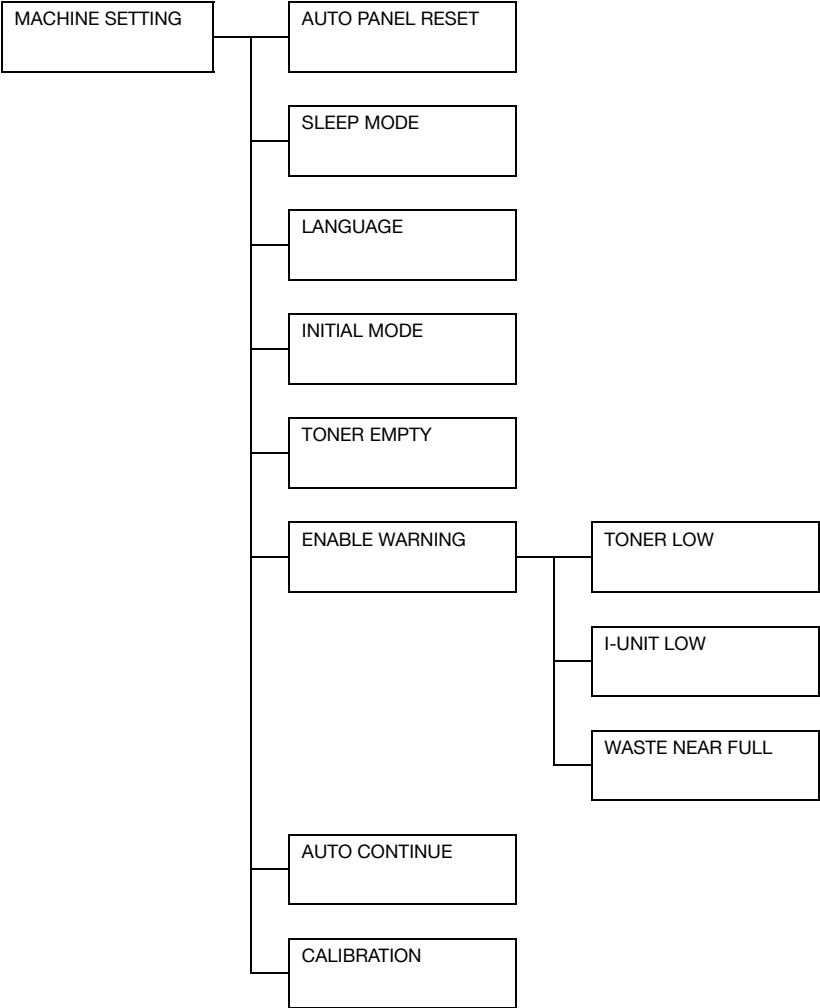 MACHINE SETTING
AUTO PANEL RESET
SLEEP MODE
LANGUAGE
INITIAL MODE
TONER EMPTY
ENABLE WARNING
TONER LOW
I-UNIT LOW
WASTE NEAR FULL
AUTO CONTINUE
CALIBRATION